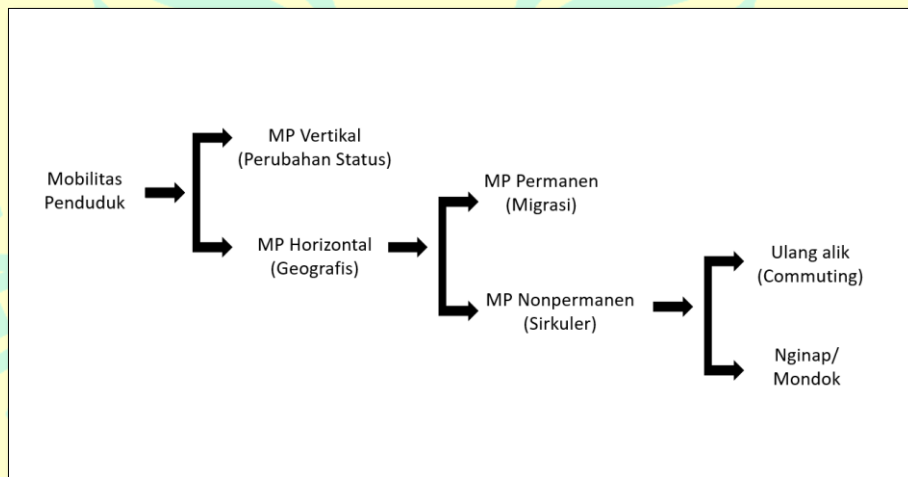 Mobilitas
Penduduk
MP Vertikal
(Perubahan Status)
MP Horizontal
(Geografis)
MP Permanen
(Migrasi)
MP Nonpermanen
(Sirkuler)
Ulang alik
(Commuting)
Nginap/
Mondok